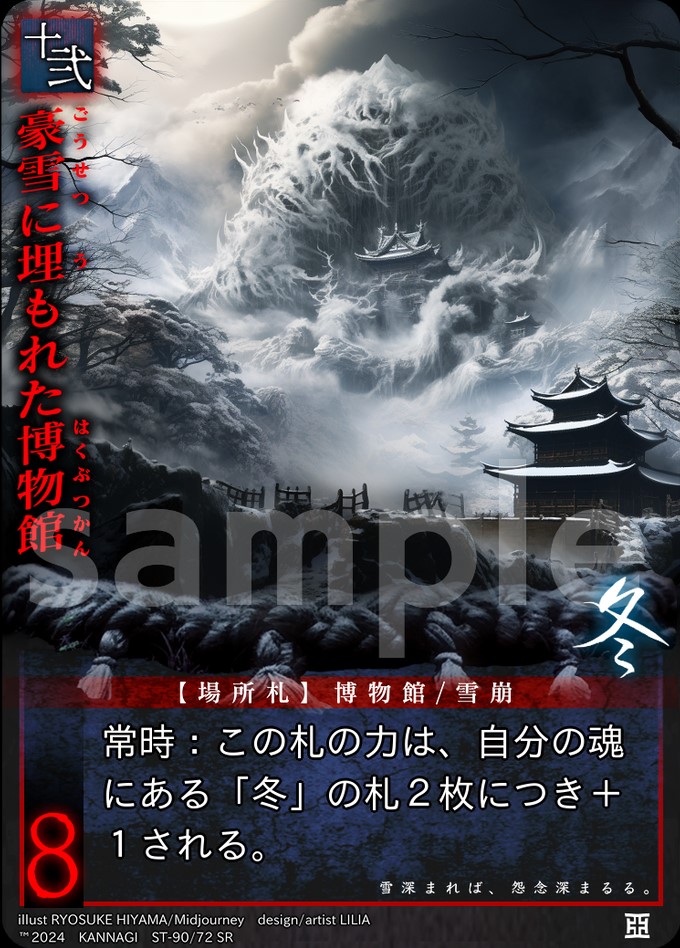 十弐
豪雪に埋もれた博物館
ごうせつ う はくぶつかん
sample
冬
【場所札】博物館/雪崩
常時：この札の力は、自分の魂
にある「冬」の札２枚につき＋
１される。
8
雪深まれば、怨念深まるる。
illust RYOSUKE HIYAMA/Midjourney design/artist LILIA
™2024 KANNAGI ST-90/72 SR